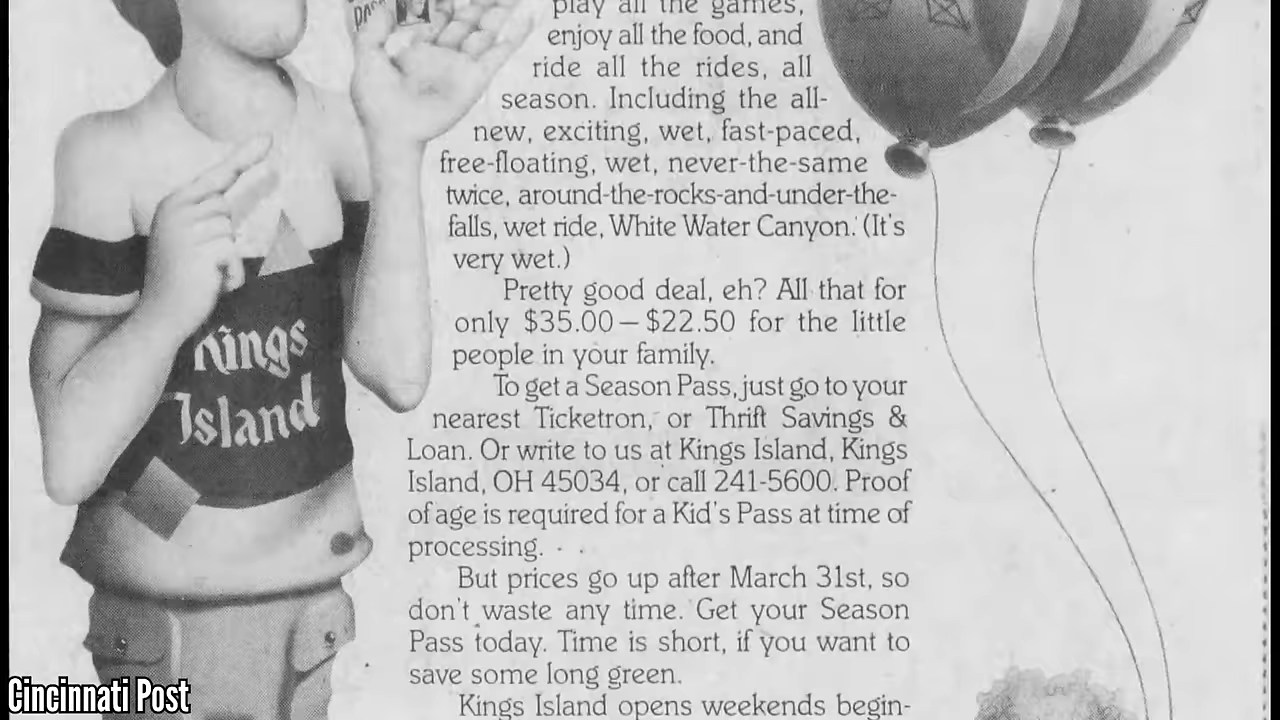 PASS
play all the games,
enjoy all the food, and
ride all the rides, all
season. Including the all-
new, exciting, wet, fast-paced,
free-floating, wet, never-the-same
twice, around-the-rocks-and-under-the-
falls, wet ride, White Water Canyon. (It's
very wet.)
Pretty good deal, eh? All that for
only $35.00 – $22.50 for the little
people in your family.
To get a Season Pass, just go to your
nearest Ticketron, or Thrift Savings &
Loan. Or write to us at Kings Island, Kings
Island, OH 45034, or call 241-5600. Proof
of age is required for a Kid's Pass at time of
processing.
But prices go up after March 31st, so
don't waste any time. Get your Season
Pass today. Time is short, if you want to
save some long green.
Kings Island opens weekends begin-
Kings
Island
Cincinnati Post